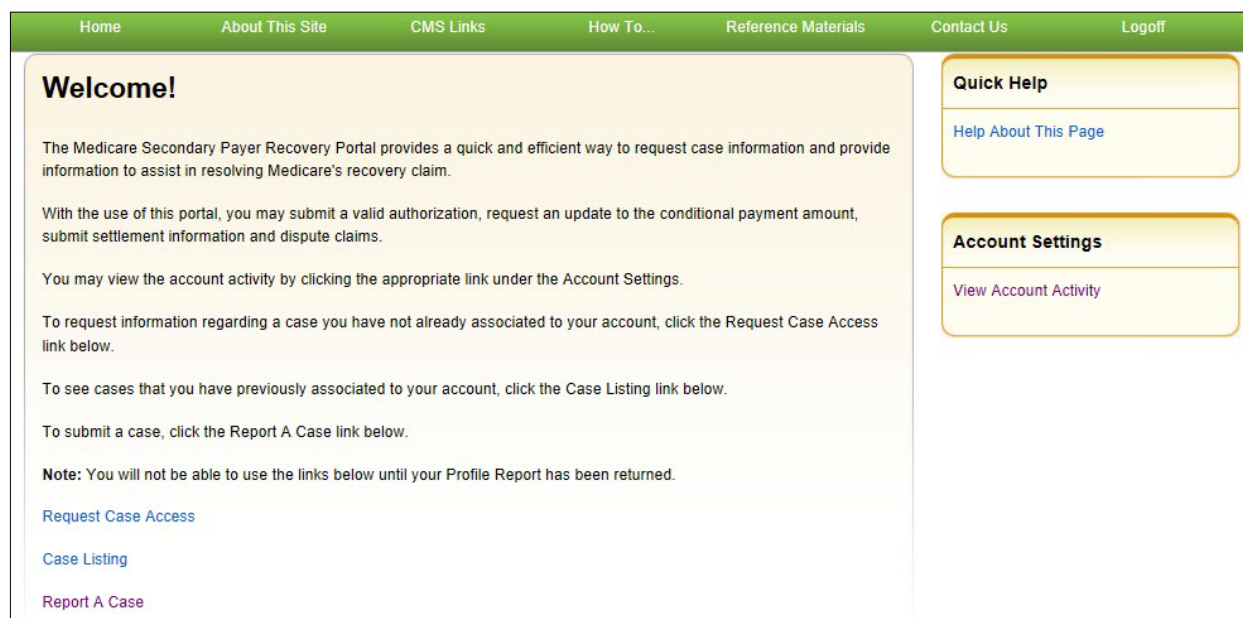 Home About This Site CMS Links How To... Reference Materials Contact Us Logoff
Welcome!
The Medicare Secondary Payer Recovery Portal provides a quick and efficient way to request case information and provide
information to assist in resolving Medicare's recovery claim.
With the use of this portal, you may submit a valid authorization, request an update to the conditional payment amount,
submit settlement information and dispute claims.
You may view the account activity by clicking the appropriate link under the Account Settings.
To request information regarding a case you have not already associated to your account, click the Request Case Access
link below.
To see cases that you have previously associated to your account, click the Case Listing link below.
To submit a case, click the Report A Case link below.
Note: You will not be able to use the links below until your Profile Report has been returned.
Request Case Access
Case Listing
Report A Case
Quick Help
Help About This Page
Account Settings
View Account Activity